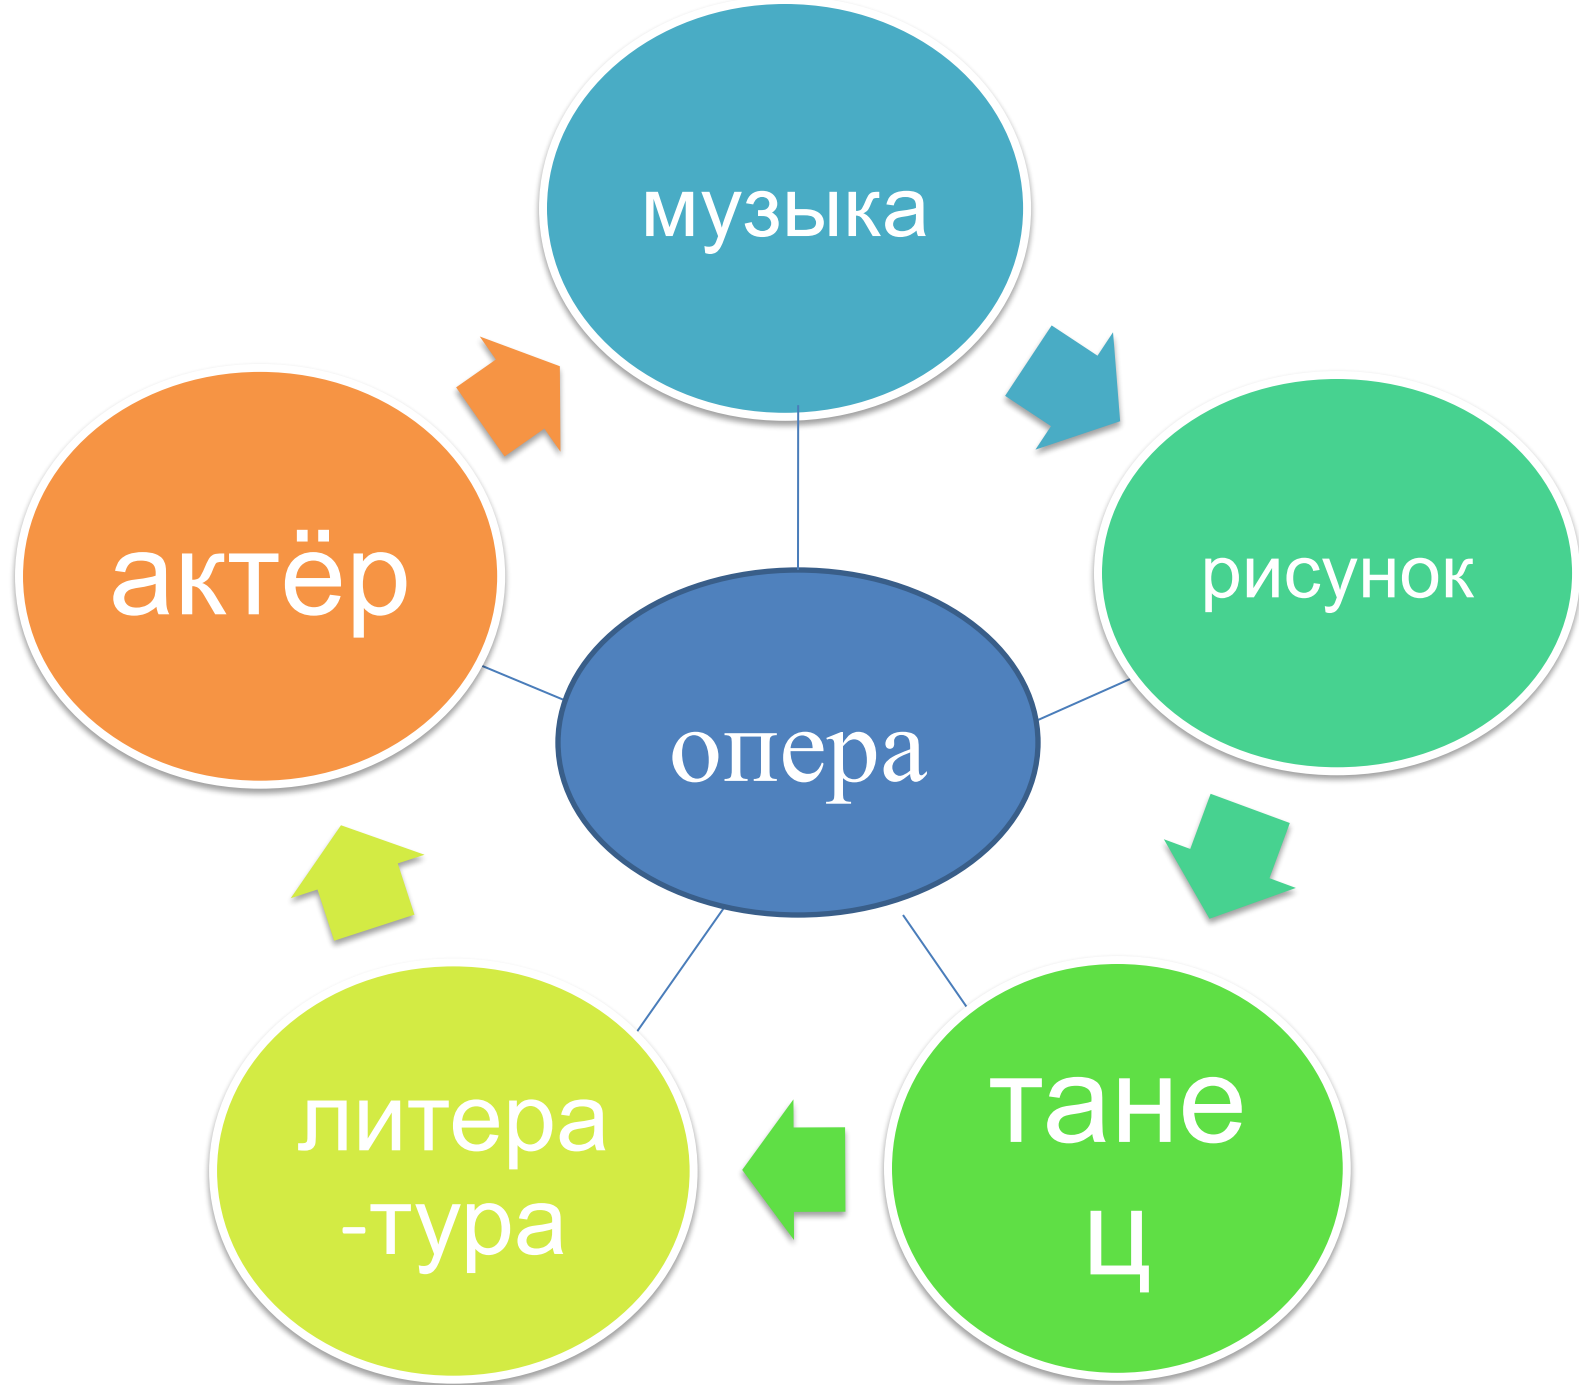 музыка
актёр
рисунок
опера
литера
-тура
тане
ц